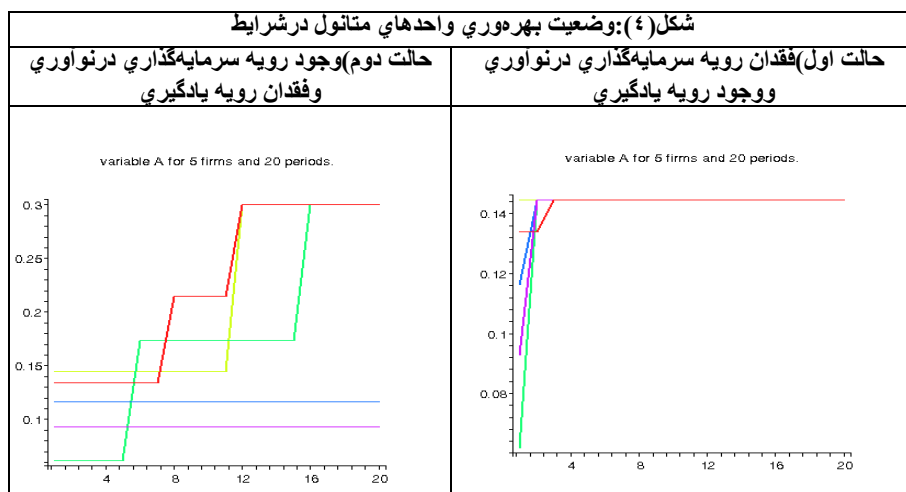 شکل(٤):وضعيت بهره‌وري واحدهاي متانول درشرايط
حالت اول)فقدان رويه سرمايه‌گذاري درنوآوري
ووجود رويه يادگيري
حالت دوم)وجود رويه سرمايه‌گذاري درنوآوري
وفقدان رويه يادگيري
variable A for 5 firms and 20 periods.
0.14
0.12
0.1
0.08
4 8 12 16 20
variable A for 5 firms and 20 periods.
0.3
0.25
0.2
0.15
0.1
4 8 12 16 20